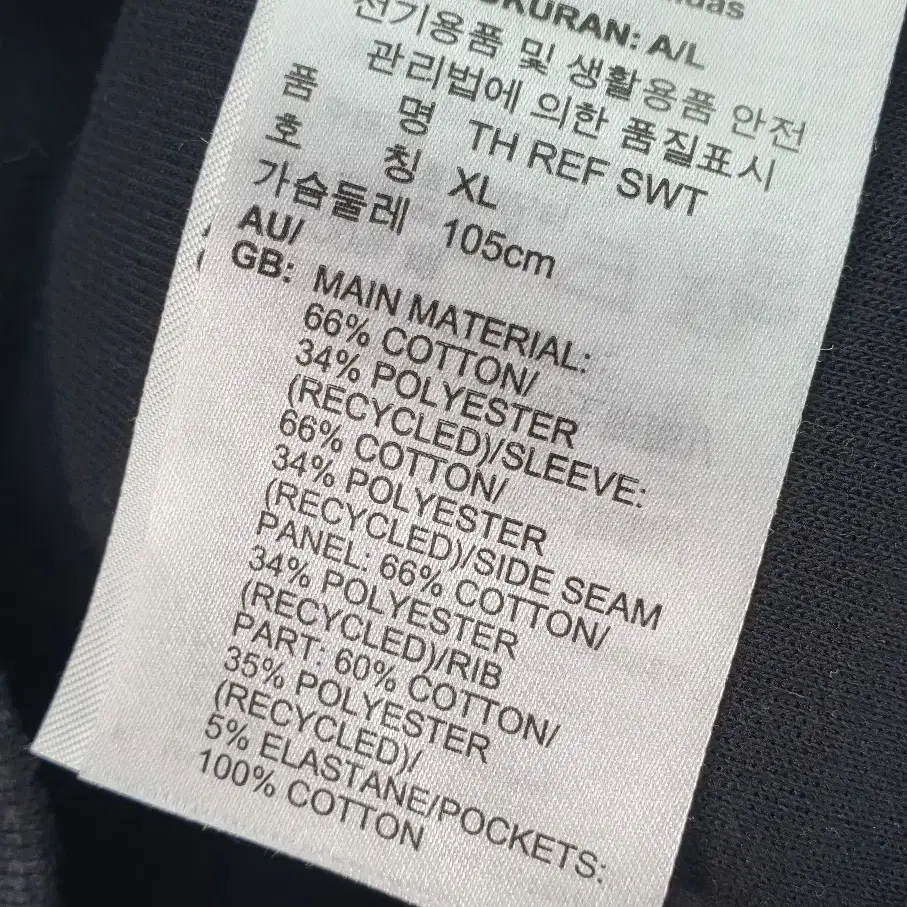 UKURAN: A/L
전기용품 및 생활용품 안전
관리법에 의한 품질표시
품 명 TH REF SWT
호 칭 XL
가슴둘레 105cm
AU/
GB: MAIN MATERIAL:
66% COTTON/
34% POLYESTER
(RECYCLED)/SLEEVE:
66% COTTON/
34% POLYESTER
(RECYCLED)/SIDE SEAM
PANEL: 66% COTTON/
34% POLYESTER
(RECYCLED)/RIB
PART: 60% COTTON/
35% POLYESTER
(RECYCLED)/
5% ELASTANE/POCKETS:
100% COTTON